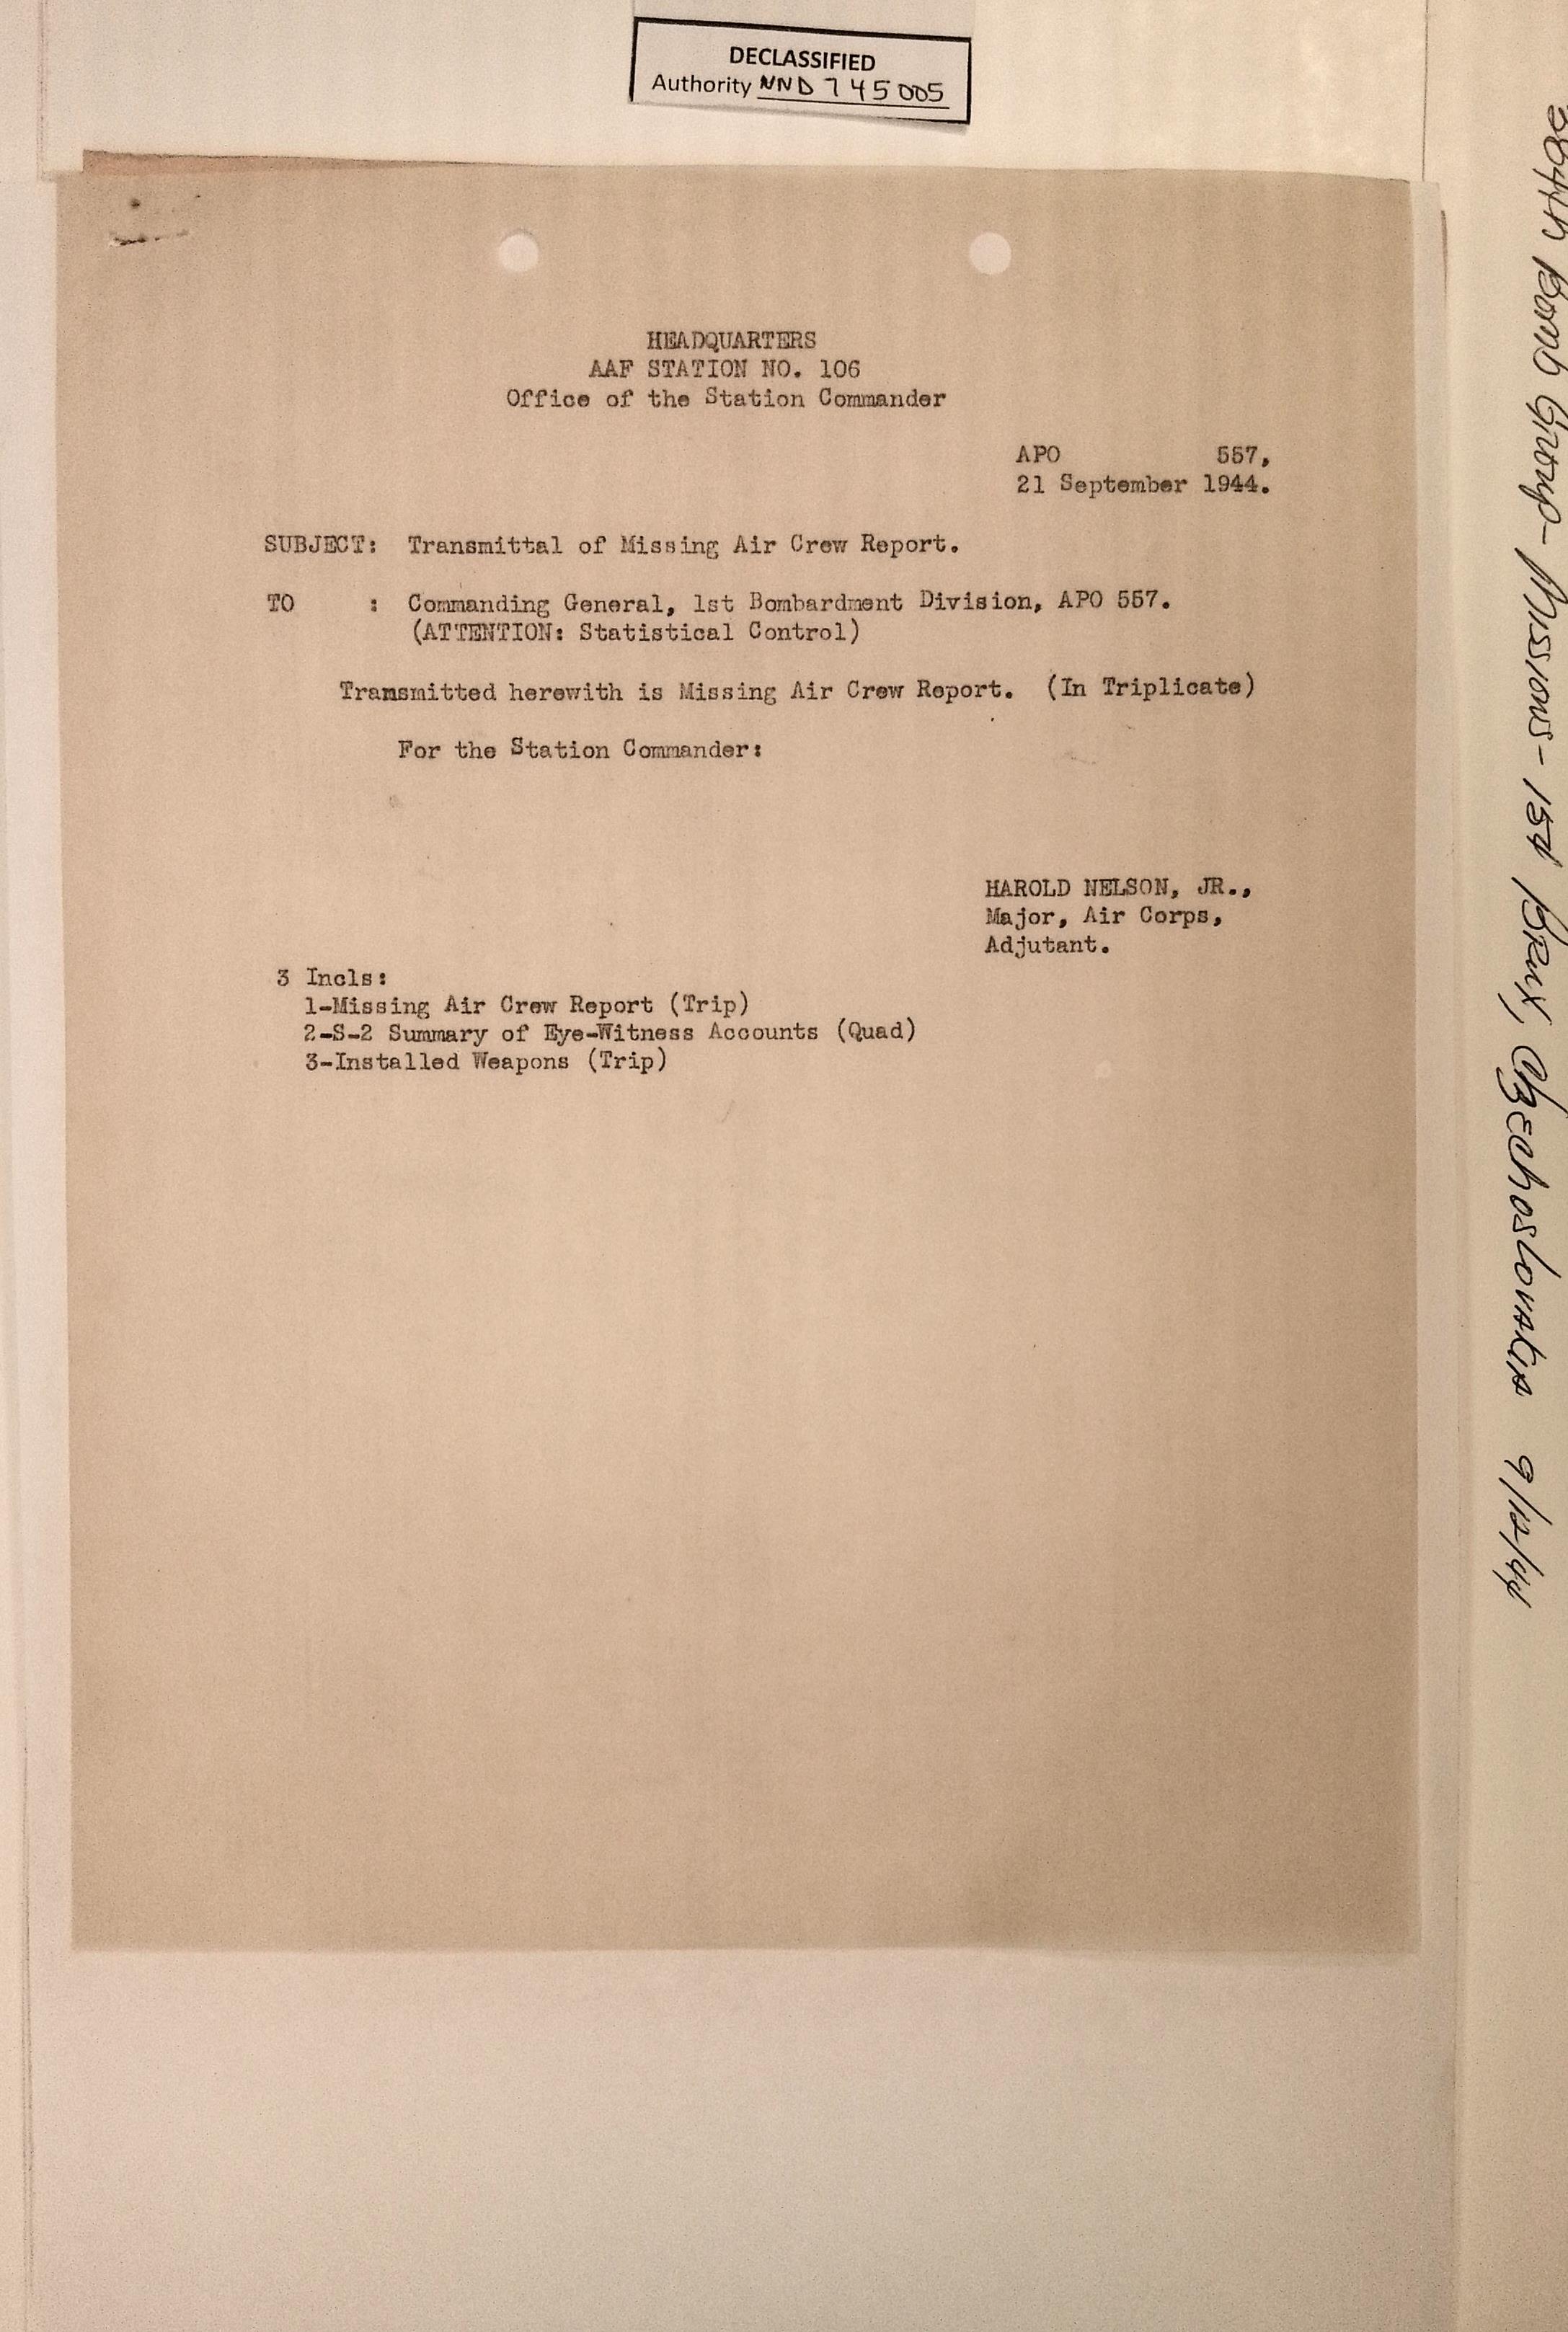 DECLASSIFIED
Authority NND 745005
HEADQUARTERS
AAF STATION NO. 106
Office of the Station Commander
APO 557,
21 September 1944.
SUBJECT: Transmittal of Missing Air Crew Report.
TO : Commanding General, 1st Bombardment Division, APO 557.
(ATTENTION: Statistical Control)
Transmitted herewith is Missing Air Crew Report. (In Triplicate)
For the Station Commander:
HAROLD NELSON, JR.,
Major, Air Corps,
Adjutant.
3 Incls:
1-Missing Air Crew Report (Trip)
2-S-2 Summary of Eye-Witness Accounts (Quad)
3-Installed Weapons (Trip)
384th Bomb Group - Missions - 184 Brux, Czechoslovakia 9/12/44